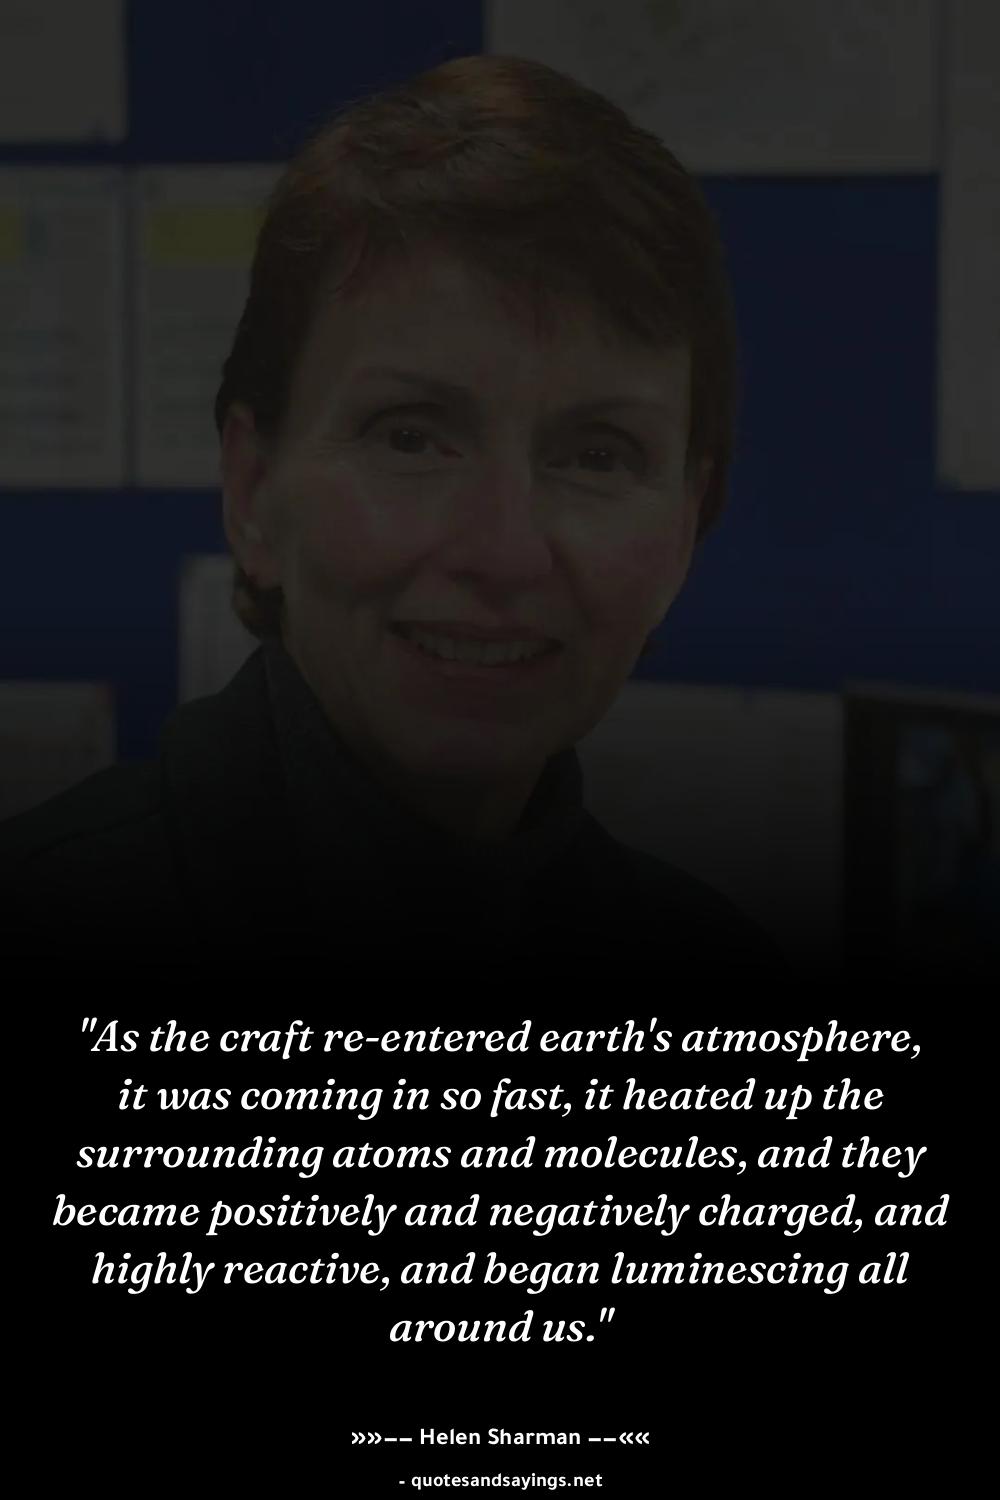 "As the craft re-entered earth's atmosphere,
it was coming in so fast, it heated up the
surrounding atoms and molecules, and they
became positively and negatively charged, and
highly reactive, and began luminescing all
around us."
»»−− Helen Sharman −−««
- quotesandsayings.net